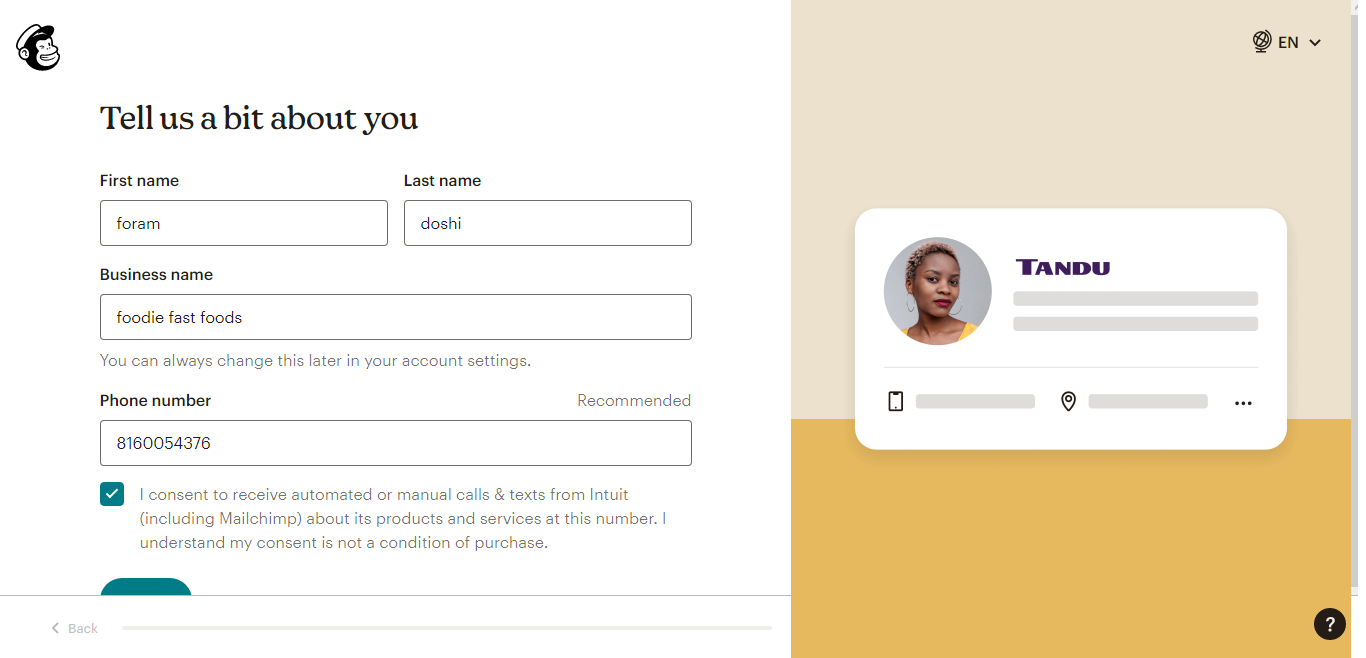 EN
Tell us a bit about you
First name
Last name
foram
doshi
Business name
foodie fast foods
You can always change this later in your account settings.
Phone number
Recommended
8160054376
I consent to receive automated or manual calls & texts from Intuit
(including Mailchimp) about its products and services at this number. I
understand my consent is not a condition of purchase.
TANDU
Back
?